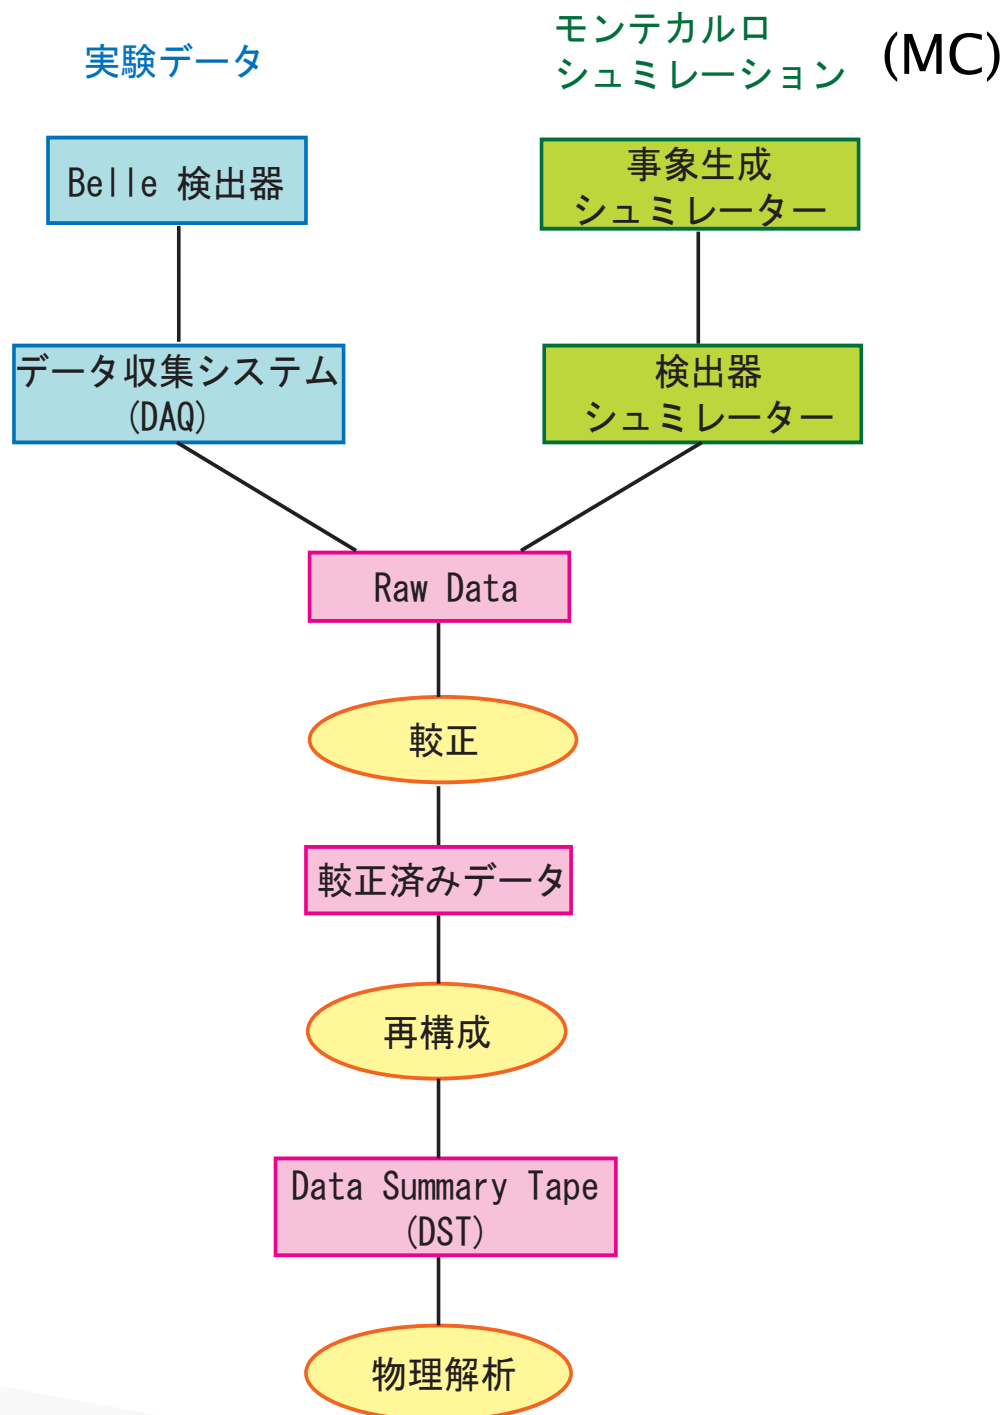 実験データ
モンテカルロ
シュミレーション (MC)
Belle 検出器
事象生成
シュミレーター
データ収集システム
(DAQ)
検出器
シュミレーター
Raw Data
較正
較正済みデータ
再構成
Data Summary Tape
(DST)
物理解析